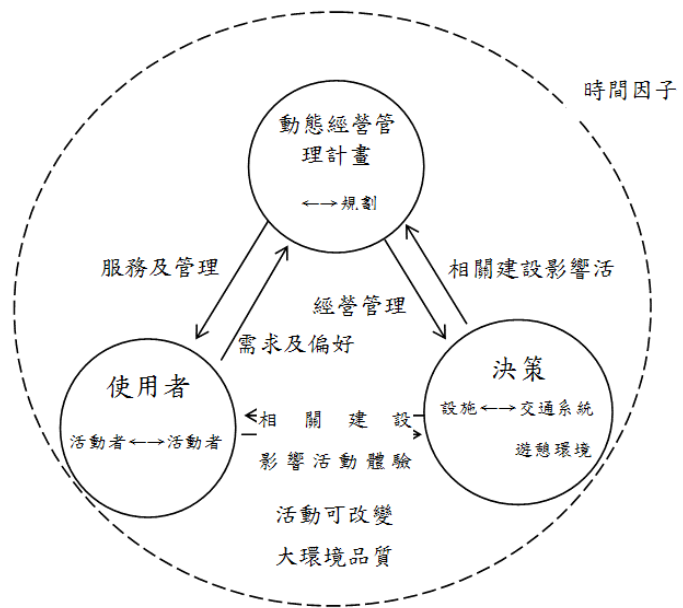 時間因子
動態經營管
理計畫
←→規劃
服務及管理
相關建設影響活
經營管理
需求及偏好
使用者
活動者←→活動者
決策
設施←→交通系統
遊憩環境
相關建設
影響活動體驗
活動可改變
大環境品質